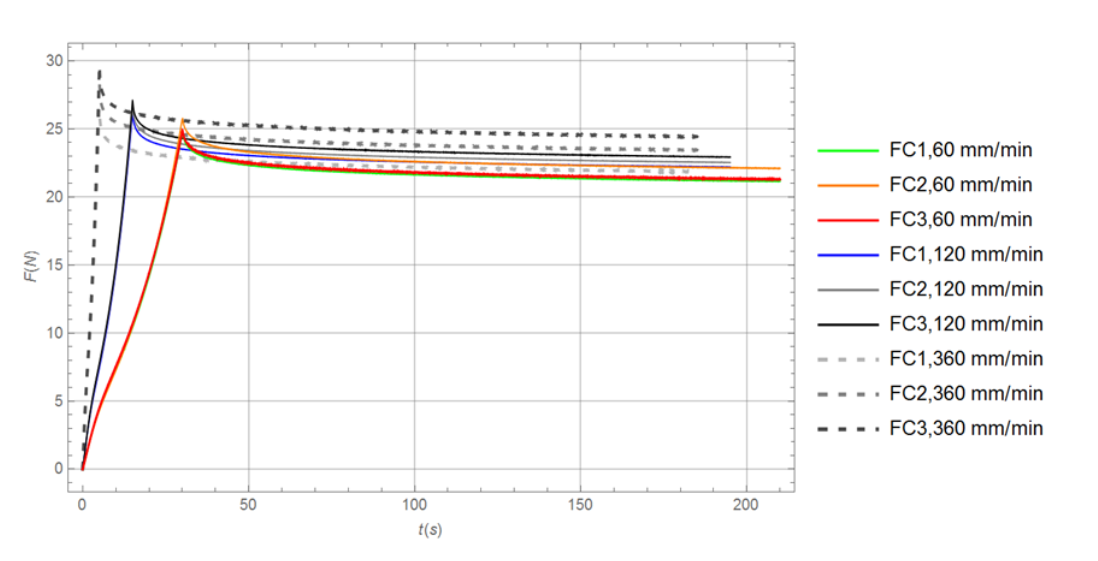 30
25
20
15
10
5
0
F(N)
0 50 100 150 200
t(s)
FC1,60 mm/min
FC2,60 mm/min
FC3,60 mm/min
FC1,120 mm/min
FC2,120 mm/min
FC3,120 mm/min
FC1,360 mm/min
FC2,360 mm/min
FC3,360 mm/min